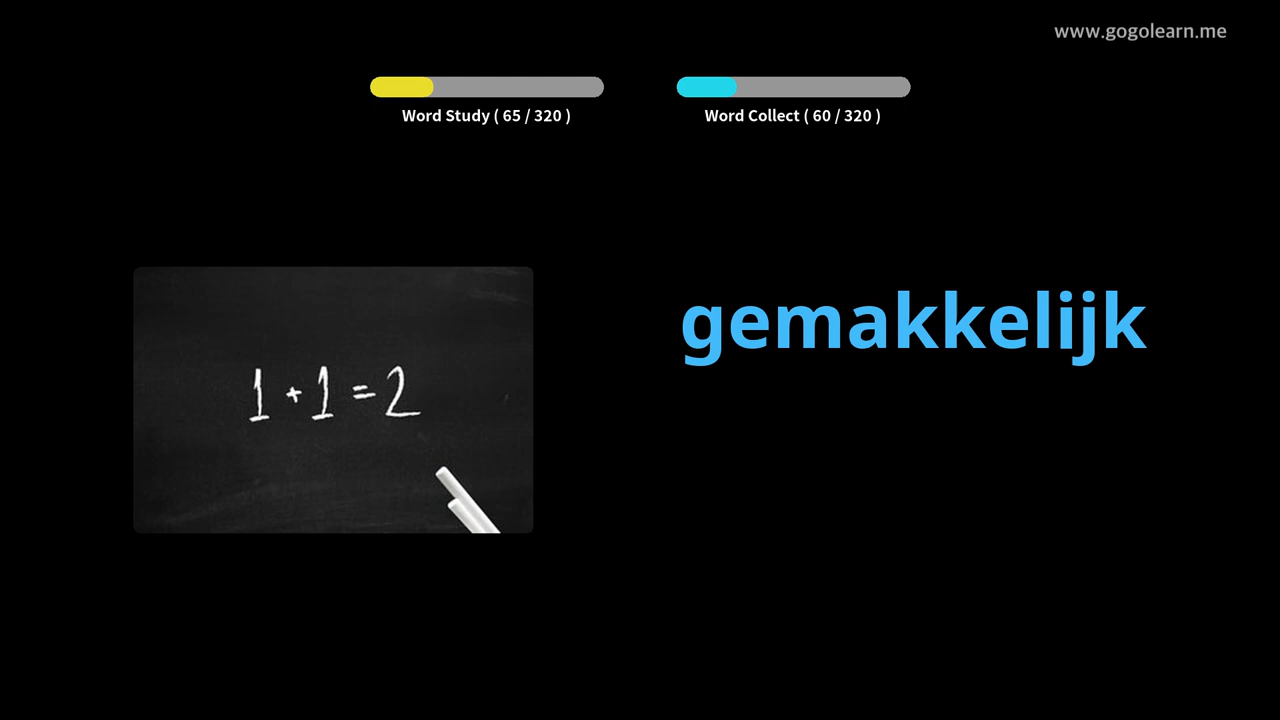 www.gogolearn.me
Word Study ( 65 / 320 )
Word Collect ( 60 / 320 )
gemakkelijk
1 + 1 = 2